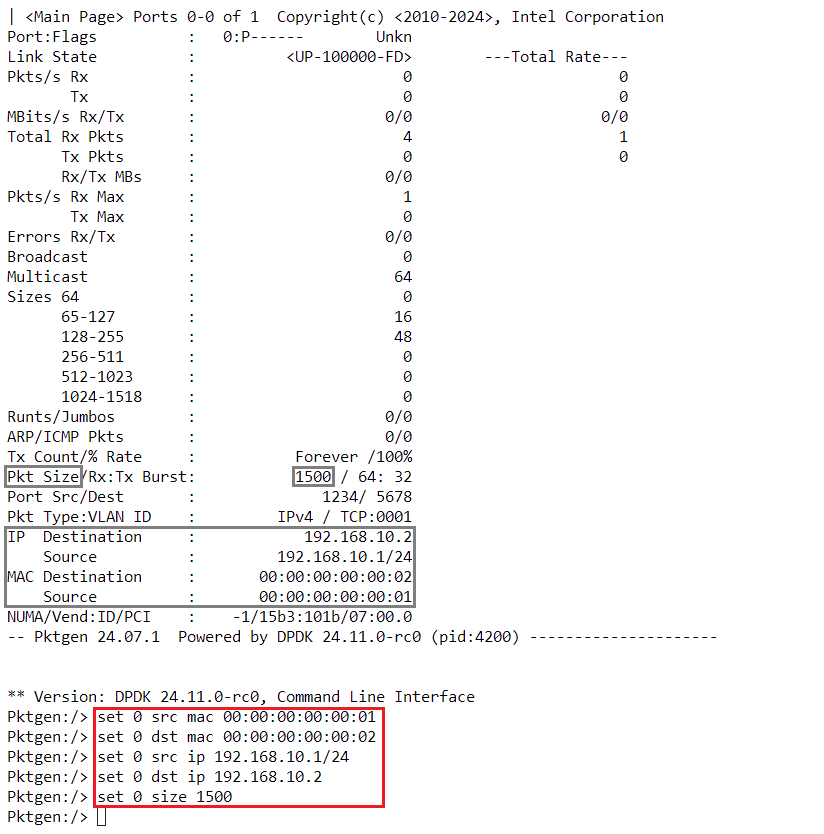 | <Main Page> Ports 0-0 of 1  Copyright(c) <2010-2024>, Intel Corporation
Port:Flags          :   0:P------        Unkn
Link State          :          <UP-100000-FD>        ---Total Rate---
Pkts/s Rx           :                       0                       0
       Tx           :                       0                       0
MBits/s Rx/Tx       :                     0/0                     0/0
Total Rx Pkts       :                       4                       1
      Tx Pkts       :                       0                       0
      Rx/Tx MBs     :                     0/0
Pkts/s Rx Max       :                       1
       Tx Max       :                       0
Errors Rx/Tx        :                     0/0
Broadcast           :                       0
Multicast           :                      64
Sizes 64            :                       0
      65-127        :                      16
      128-255       :                      48
      256-511       :                       0
      512-1023      :                       0
      1024-1518     :                       0
Runts/Jumbos        :                     0/0
ARP/ICMP Pkts       :                     0/0
Tx Count/% Rate     :           Forever /100%
Pkt Size/Rx:Tx Burst:           1500 / 64: 32
Port Src/Dest       :              1234/ 5678
Pkt Type:VLAN ID    :         IPv4 / TCP:0001
IP  Destination     :            192.168.10.2
    Source          :         192.168.10.1/24
MAC Destination     :       00:00:00:00:00:02
    Source          :       00:00:00:00:00:01
NUMA/Vend:ID/PCI    :    -1/15b3:101b/07:00.0
-- Pktgen 24.07.1  Powered by DPDK 24.11.0-rc0 (pid:4200) ---------------------
** Version: DPDK 24.11.0-rc0, Command Line Interface
Pktgen:/> set 0 src mac 00:00:00:00:00:01
Pktgen:/> set 0 dst mac 00:00:00:00:00:02
Pktgen:/> set 0 src ip 192.168.10.1/24
Pktgen:/> set 0 dst ip 192.168.10.2
Pktgen:/> set 0 size 1500
Pktgen:/>